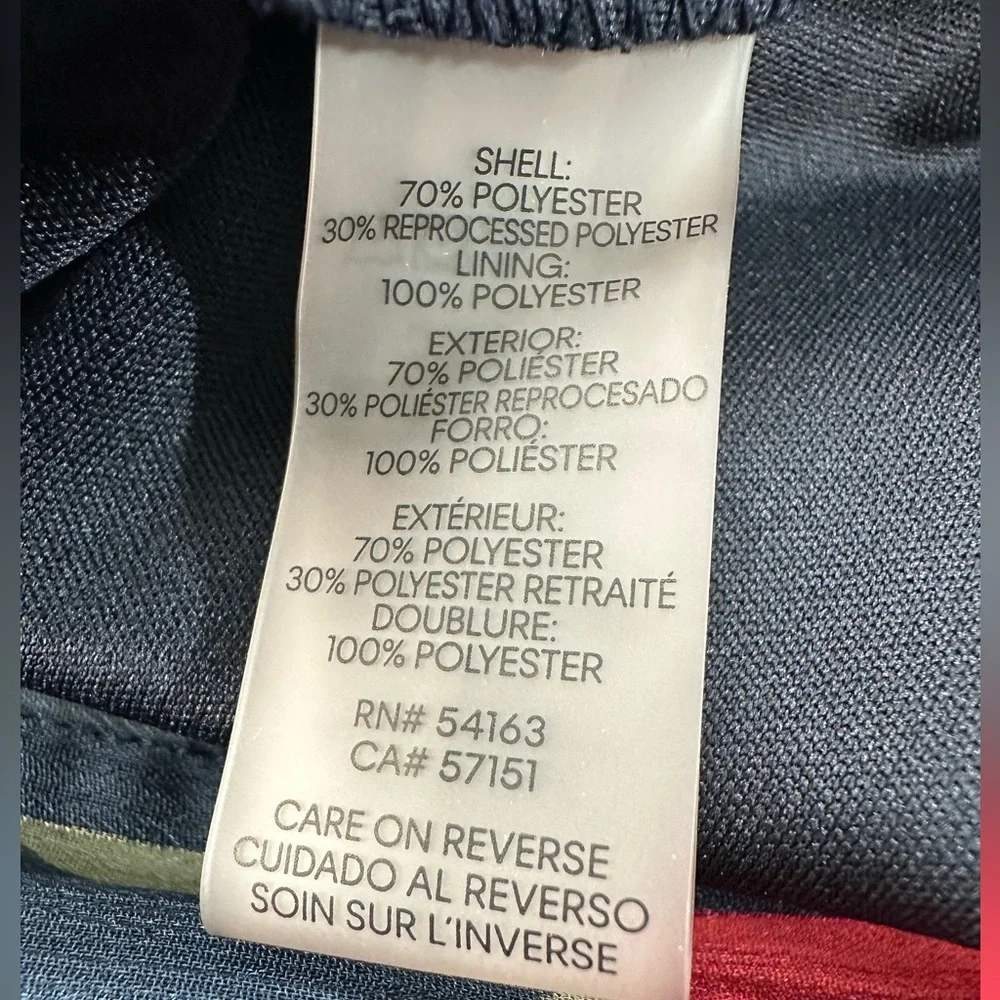 SHELL:
70% POLYESTER
30% REPROCESSED POLYESTER
LINING:
100% POLYESTER
EXTERIOR:
70% POLIÉSTER
30% POLIÉSTER REPROCESADO
FORRO:
100% POLIÉSTER
EXTÉRIEUR:
70% POLYESTER
30% POLYESTER RETRAITÉ
DOUBLURE:
100% POLYESTER
RN# 54163
CA# 57151
CARE ON REVERSE
CUIDADO AL REVERSO
SOIN SUR L'INVERSE